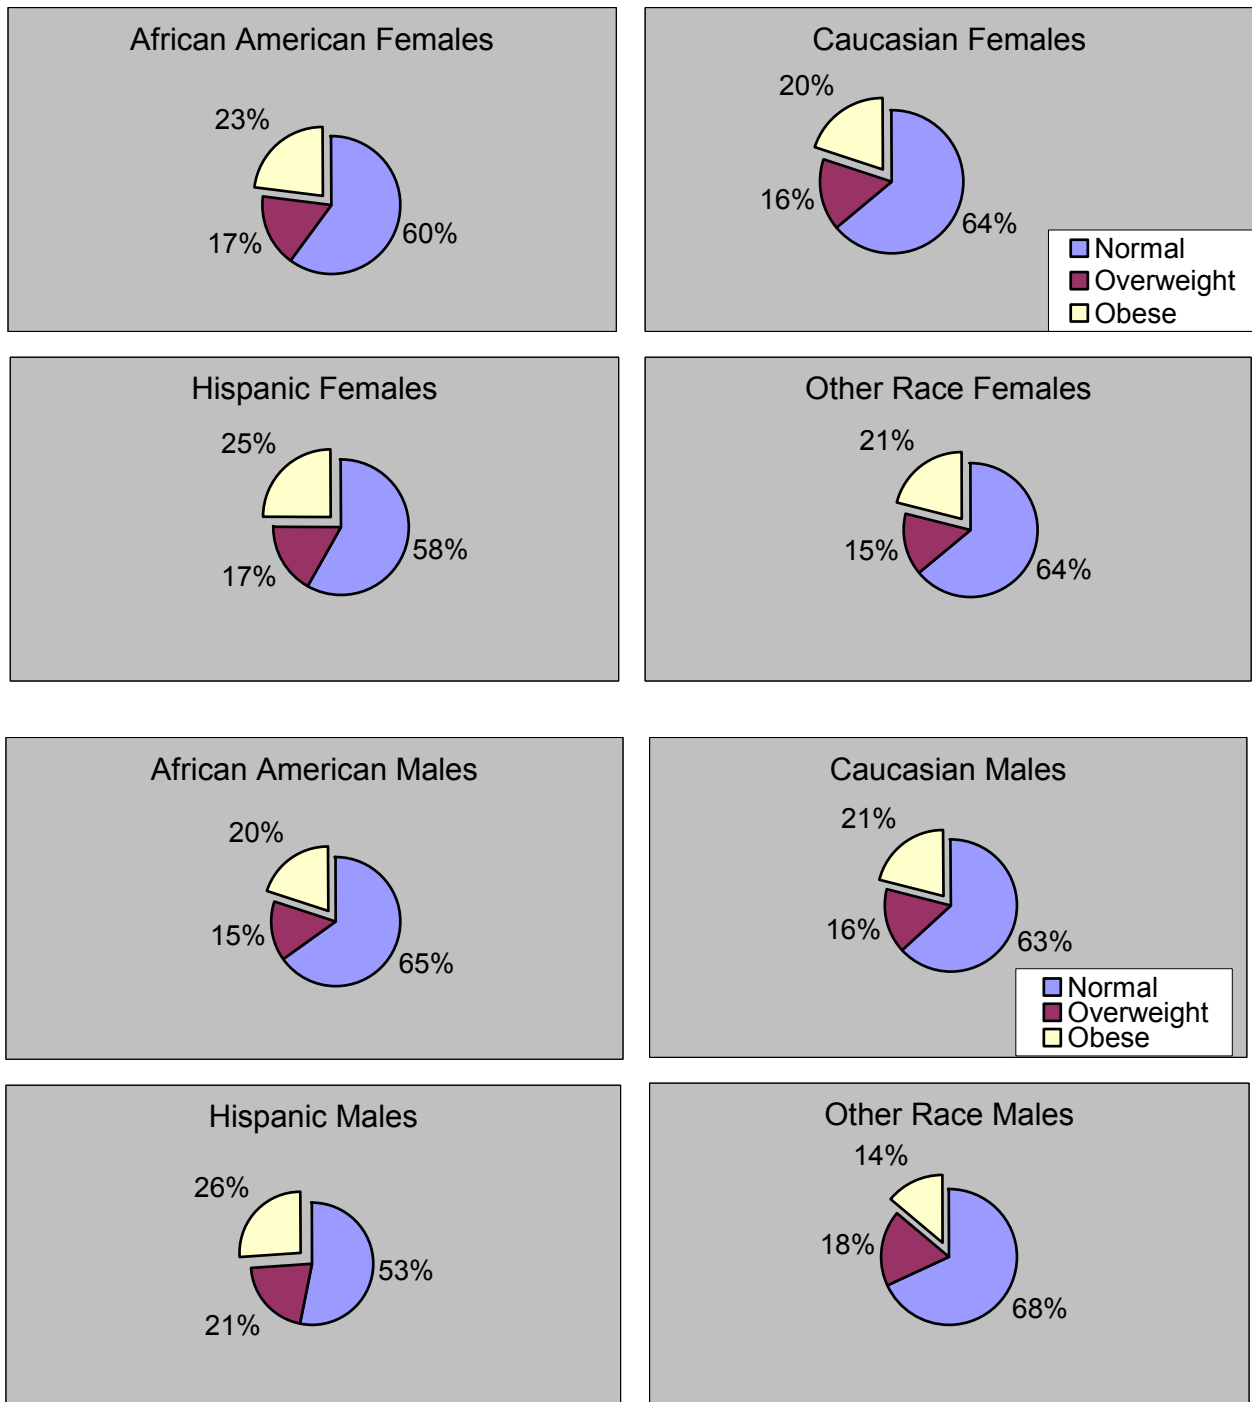 African American Females
23%
17%
60%
Caucasian Females
20%
16%
64%
Normal
Overweight
Obese
Hispanic Females
25%
17%
58%
Other Race Females
21%
15%
64%
African American Males
20%
15%
65%
Caucasian Males
21%
16%
63%
Normal
Overweight
Obese
Hispanic Males
26%
21%
53%
Other Race Males
14%
18%
68%